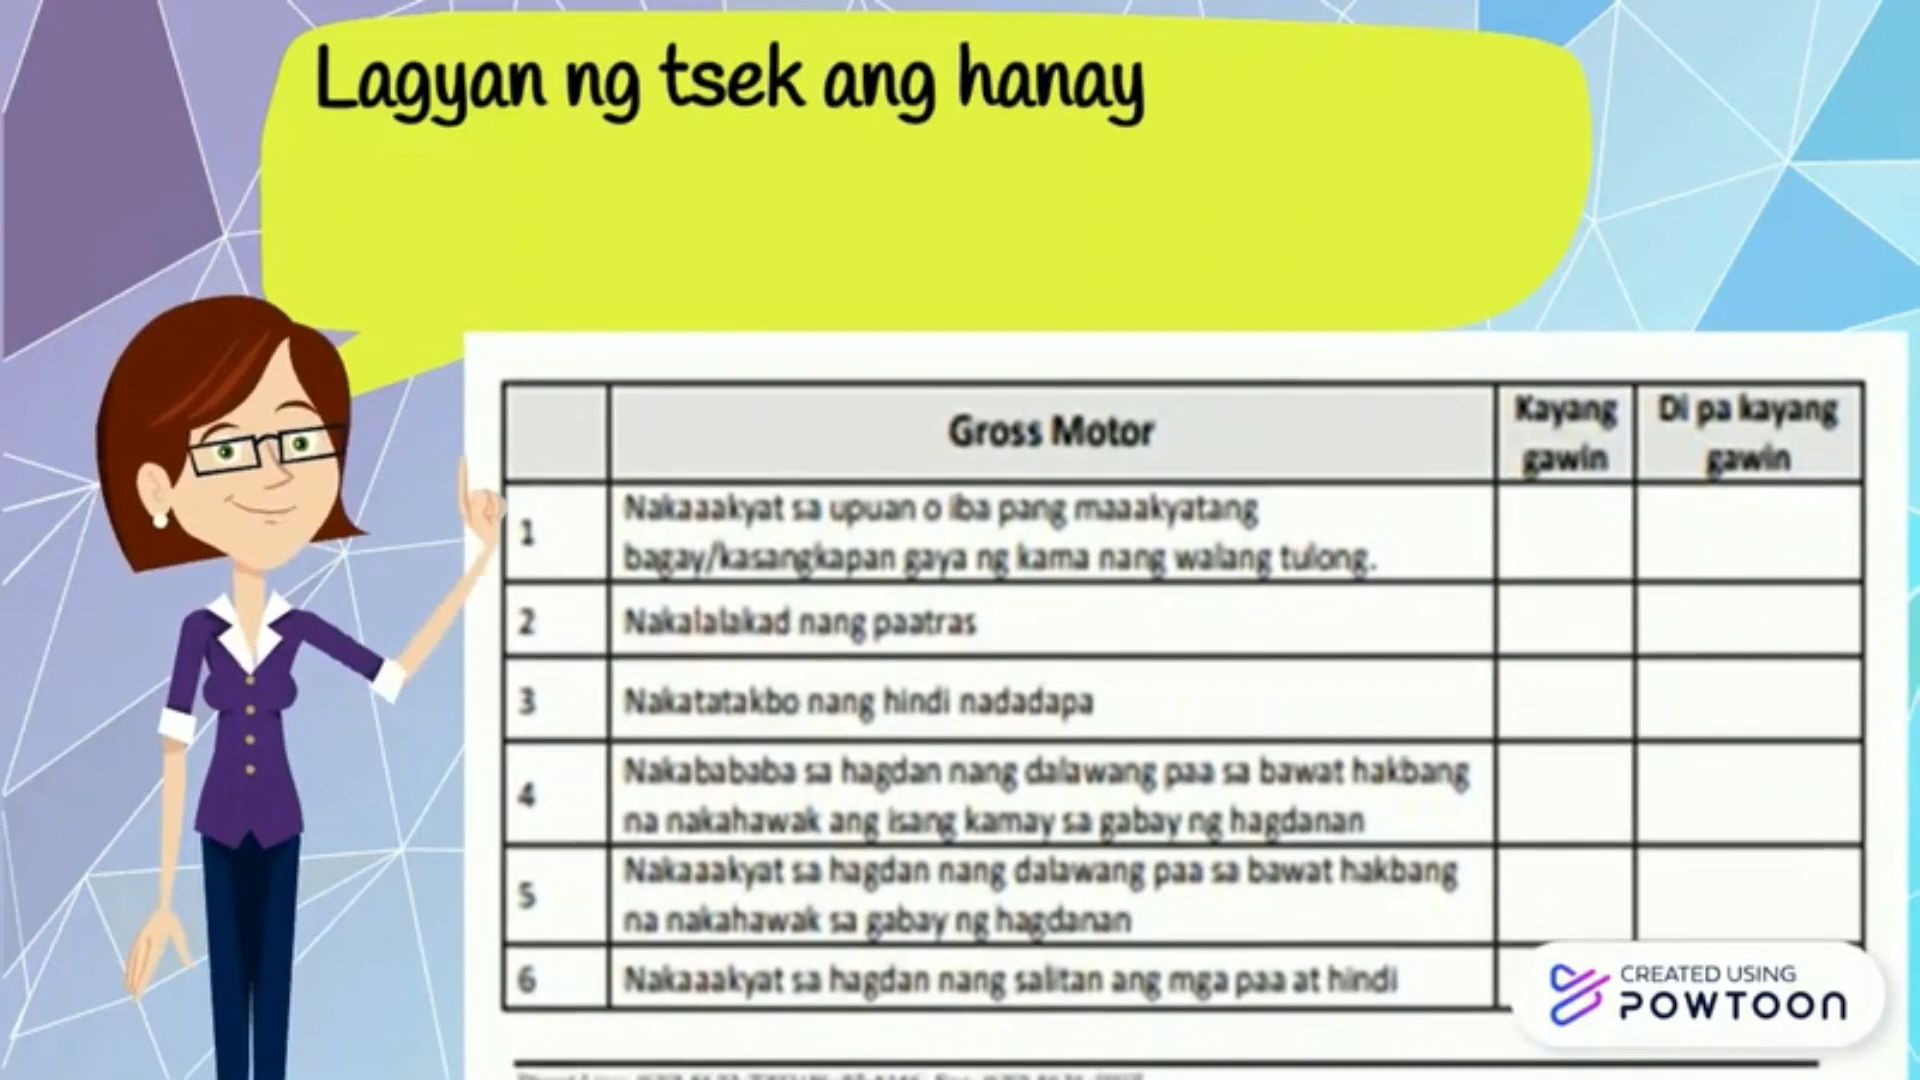 Lagyan ng tsek ang hanay
Gross Motor
Kayang
gawin
Di pa kayang
gawin
1
Nakaaakyat sa upuan o iba pang maaakyatang
bagay/kasangkapan gaya ng kama nang walang tulong.
2
Nakalalakad nang paatras
3
Nakatatakbo nang hindi nadadapa
4
Nakabababa sa hagdan nang dalawang paa sa bawat hakbang
na nakahawak ang isang kamay sa gabay ng hagdanan
5
Nakaaakyat sa hagdan nang dalawang paa sa bawat hakbang
na nakahawak sa gabay ng hagdanan
6
Nakaaakyat sa hagdan nang salitan ang mga paa at hindi
CREATED USING
POWTOON